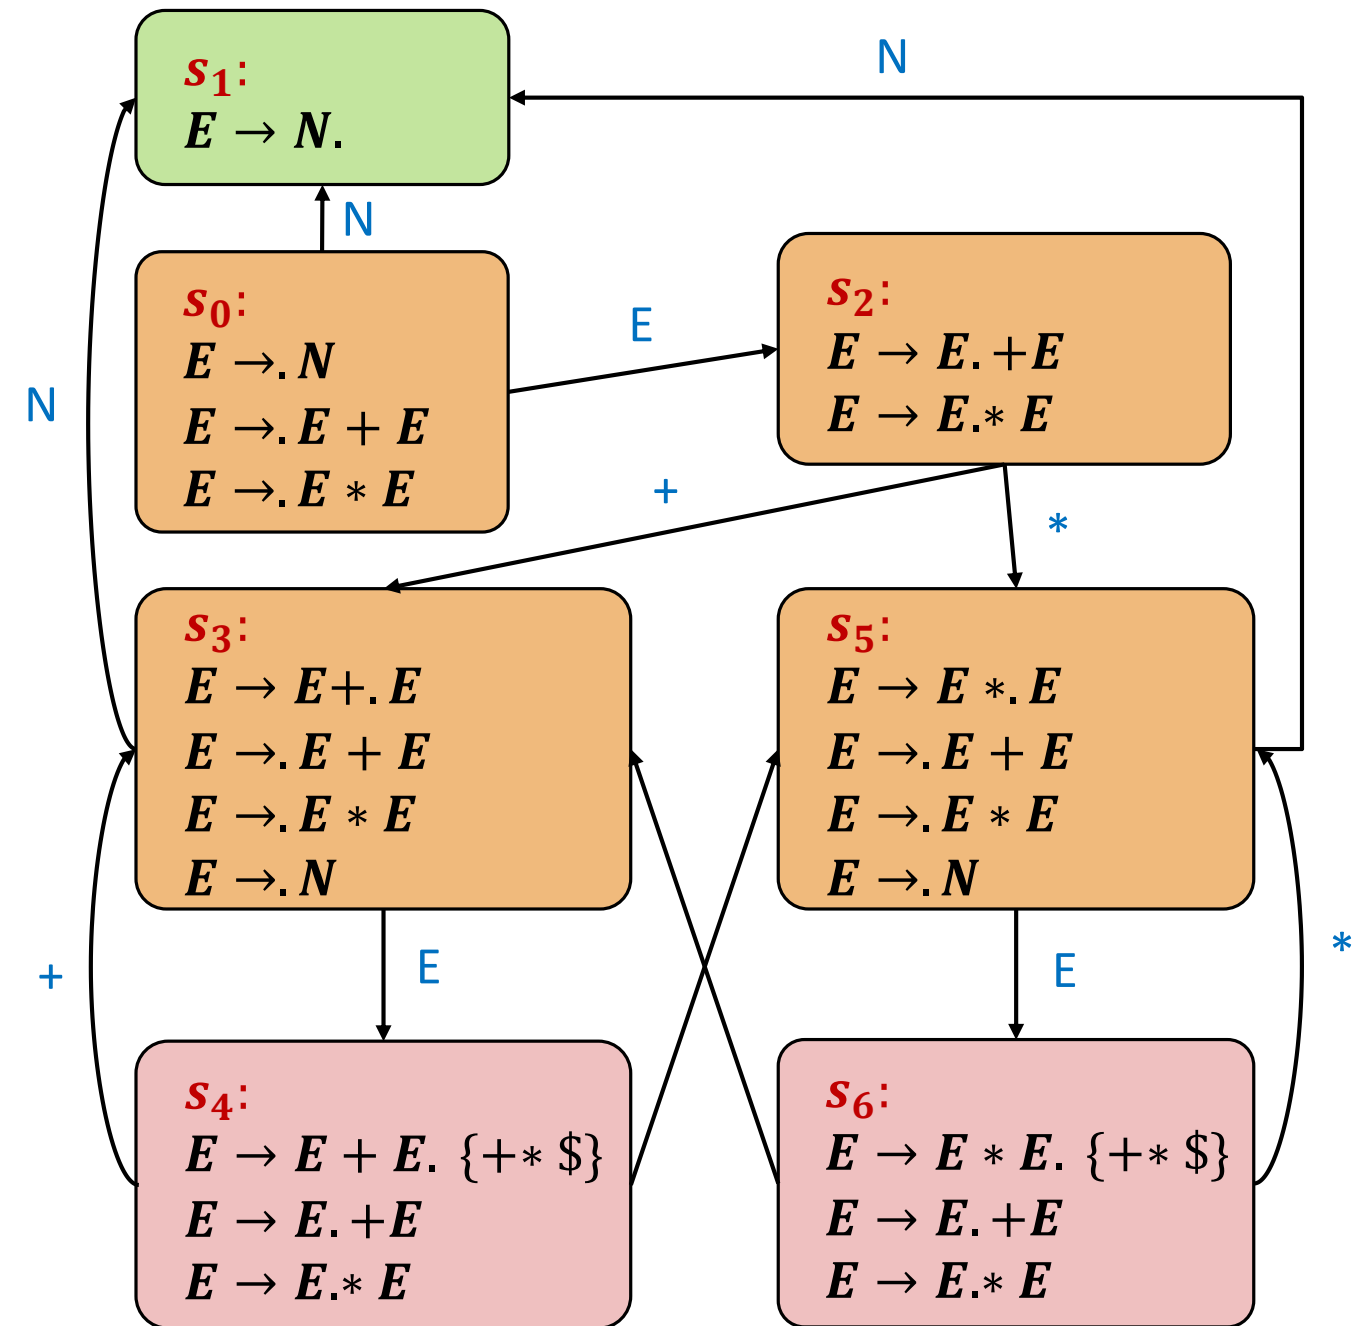 s₁:
E → N.
N
N
s₀:
E →. N
E →. E + E
E →. E * E
E
s₂:
E → E. +E
E → E.* E
N
+
*
s₃:
E → E+. E
E →. E + E
E →. E * E
E →. N
s₅:
E → E *. E
E →. E + E
E →. E * E
E →. N
+
E
E
*
s₄:
E → E + E. {+* $}
E → E. +E
E → E.* E
s₆:
E → E * E. {+* $}
E → E. +E
E → E.* E